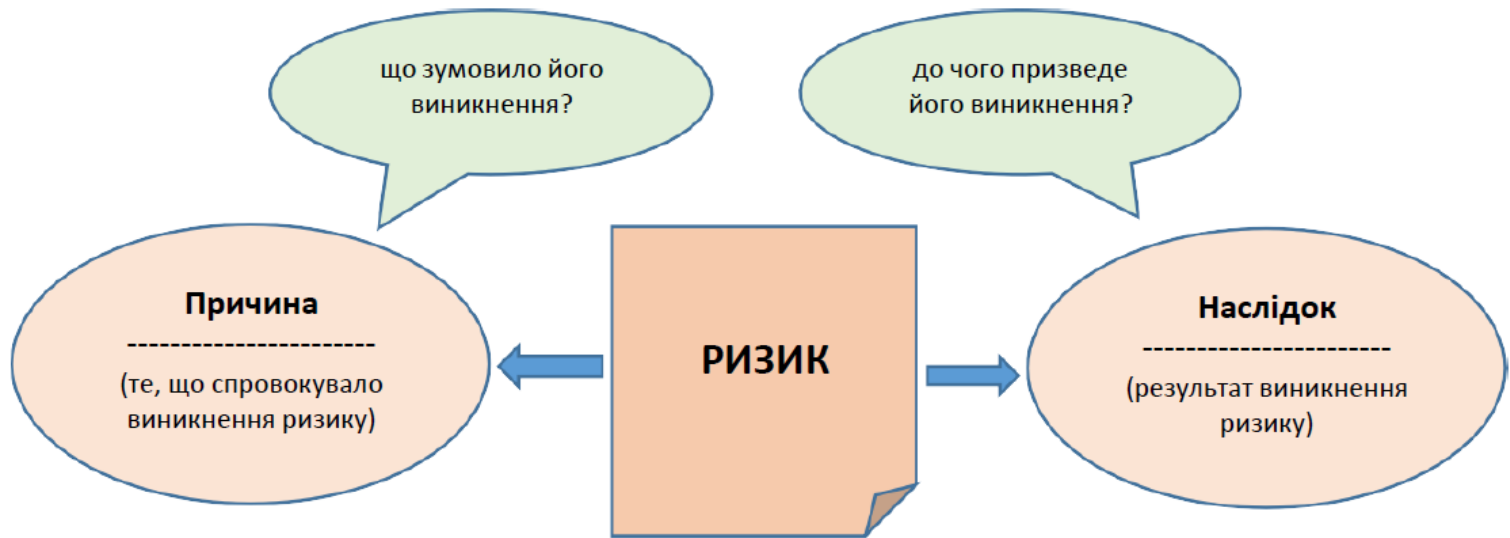 що зумовило його
виникнення?
до чого призведе
його виникнення?
Причина
-----------------------
(те, що спровокувало
виникнення ризику)
РИЗИК
Наслідок
-----------------------
(результат виникнення
ризику)